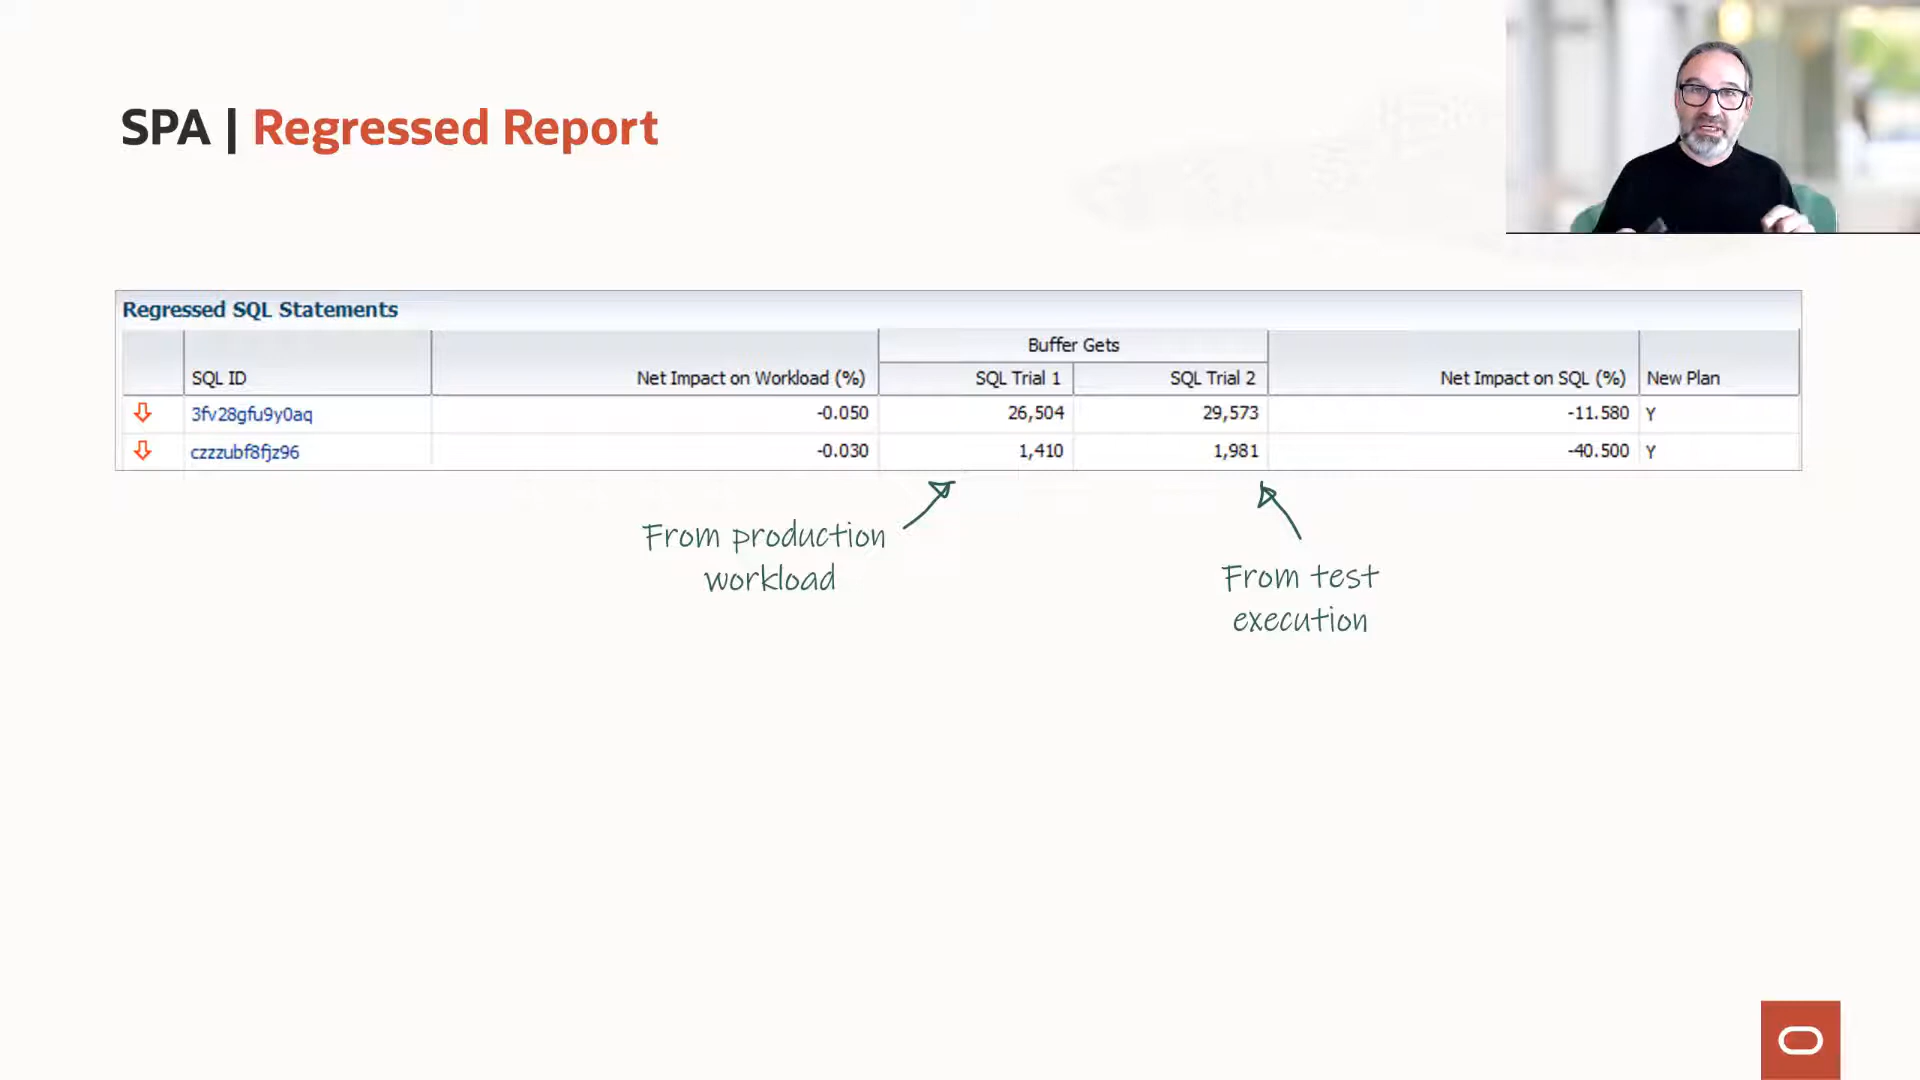 SPA | Regressed Report
Regressed SQL Statements
Buffer Gets
SQL ID Net Impact on Workload (%) SQL Trial 1 SQL Trial 2 Net Impact on SQL (%) New Plan
3fv28gfu9y0aq -0.050 26,504 29,573 -11.580 Y
czzzubf8fjz96 -0.030 1,410 1,981 -40.500 Y
From production
workload
From test
execution